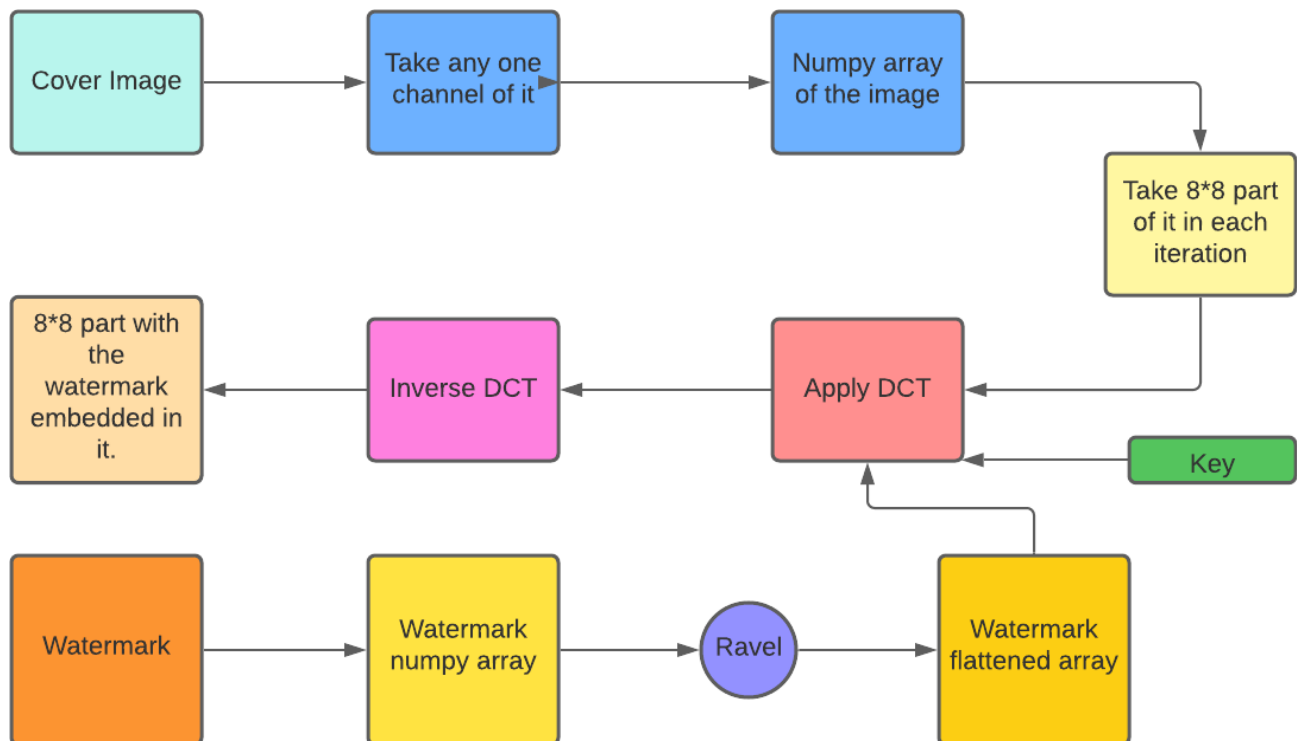 Cover Image
Take any one
channel of it
Numpy array
of the image
Take 8*8 part
of it in each
iteration
8*8 part with
the
watermark
embedded in
it.
Inverse DCT
Apply DCT
Key
Watermark
Watermark
numpy array
Ravel
Watermark
flattened array